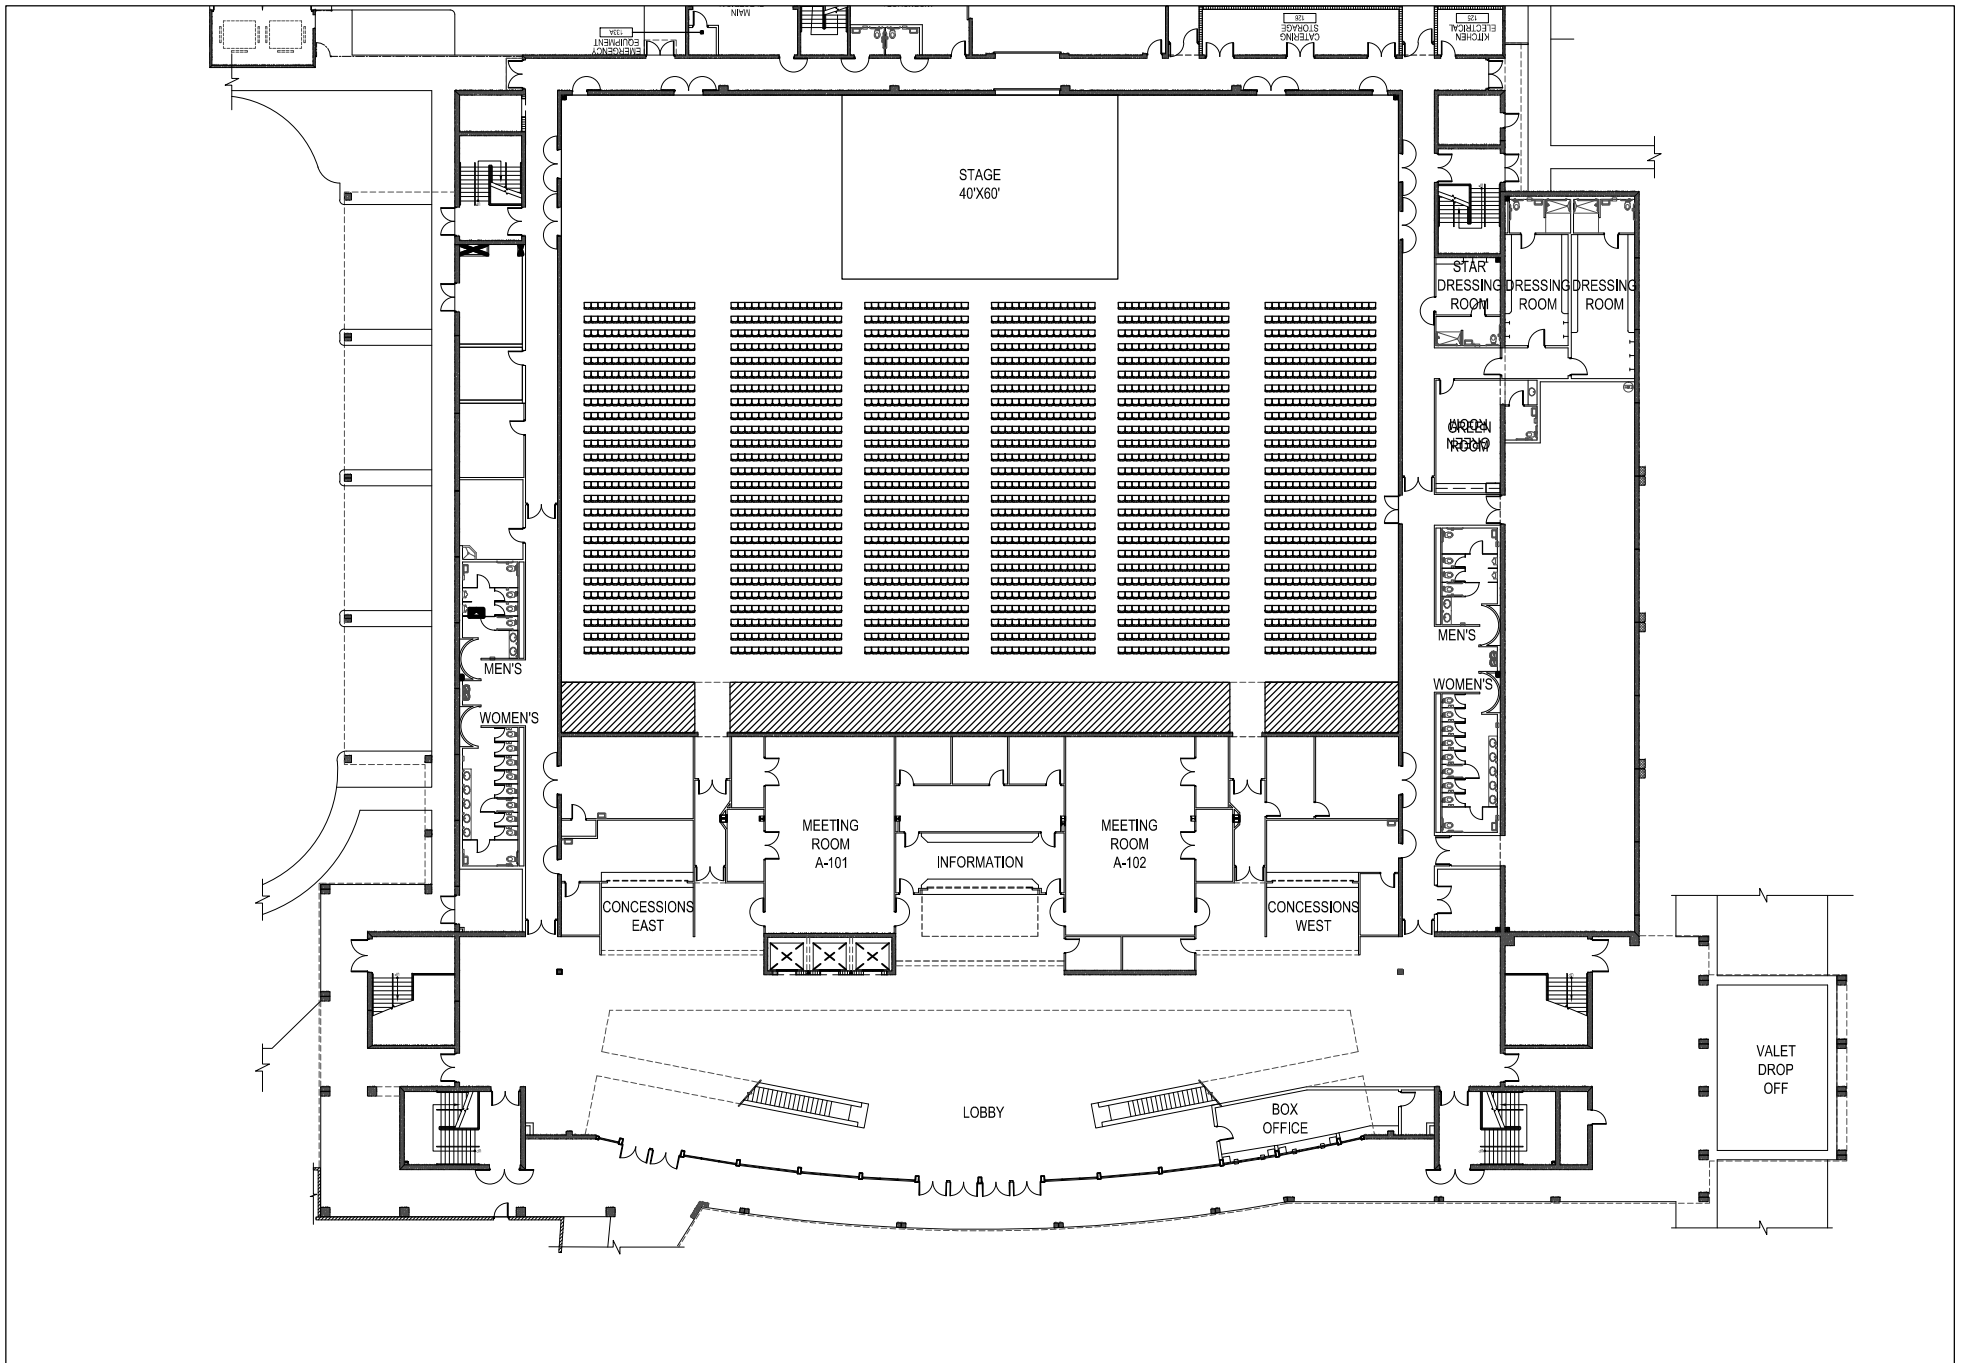 MAIN
133A
EMERGENCY
EQUIPMENT
126
CATERING
STORAGE
125
KITCHEN
ELECTRICAL
STAGE
40'X60'
STAR
DRESSING
ROOM
DRESSING
ROOM
DRESSING
ROOM
GREEN
ROOM
GREEN
ROOM
MEN'S
WOMEN'S
MEN'S
WOMEN'S
MEETING
ROOM
A-101
INFORMATION
MEETING
ROOM
A-102
CONCESSIONS
EAST
CONCESSIONS
WEST
LOBBY
BOX
OFFICE
VALET
DROP
OFF